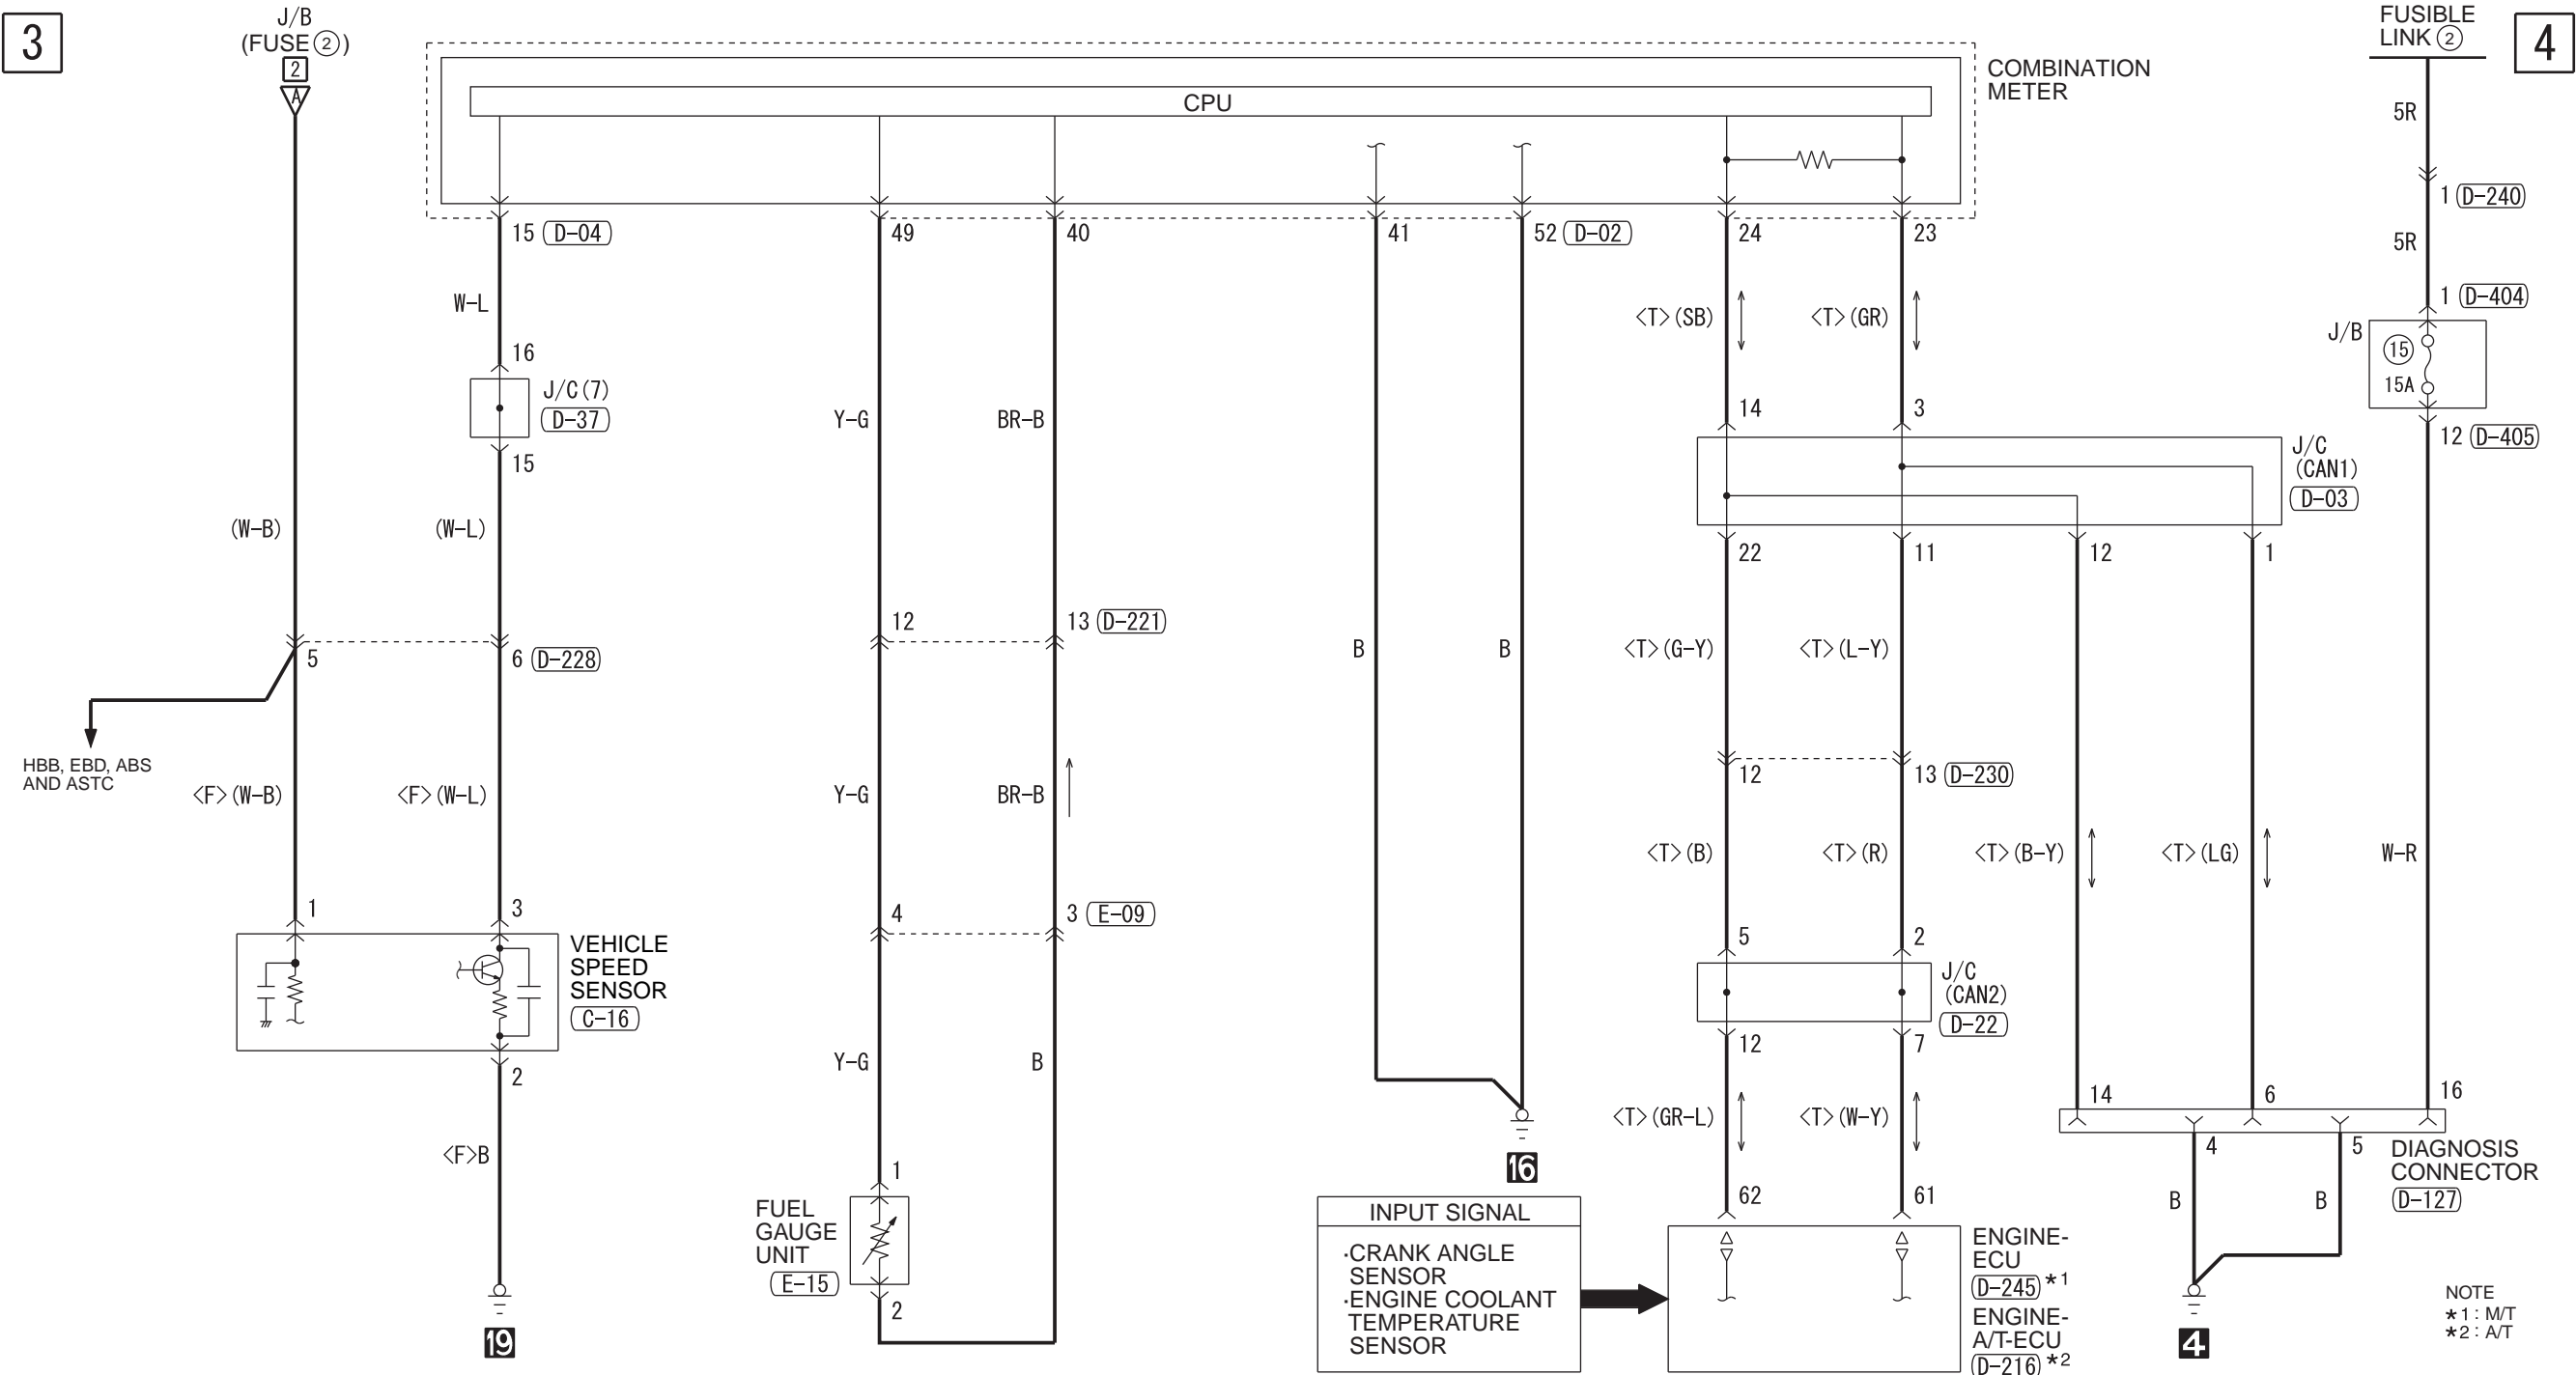 3
J/B
(FUSE②)
2
A
COMBINATION
METER
CPU
FUSIBLE
LINK②
4
5R
1 D-240
5R
15 D-04
49
40
41
52 D-02
24
23
1 D-404
W-L
<T>(SB)
<T>(GR)
J/B
15
15A
16
J/C(7)
D-37
15
Y-G
BR-B
14
3
12 D-405
J/C
(CAN1)
D-03
(W-B)
(W-L)
22
11
12
1
5
6 D-228
12
13 D-221
B
B
<T>(G-Y)
<T>(L-Y)
HBB, EBD, ABS
AND ASTC
<F>(W-B)
<F>(W-L)
Y-G
BR-B
12
13 D-230
<T>(B)
<T>(R)
<T>(B-Y)
<T>(LG)
W-R
1
3
4
3 E-09
5
2
VEHICLE
SPEED
SENSOR
C-16
J/C
(CAN2)
D-22
2
Y-G
B
12
7
14
6
16
<F>B
<T>(GR-L)
<T>(W-Y)
4
5
DIAGNOSIS
CONNECTOR
D-127
16
1
62
61
B
B
FUEL
GAUGE
UNIT
E-15
2
INPUT SIGNAL
·CRANK ANGLE
SENSOR
·ENGINE COOLANT
TEMPERATURE
SENSOR
ENGINE-
ECU
D-245 *1
ENGINE-
A/T-ECU
D-216 *2
19
4
NOTE
*1: M/T
*2: A/T